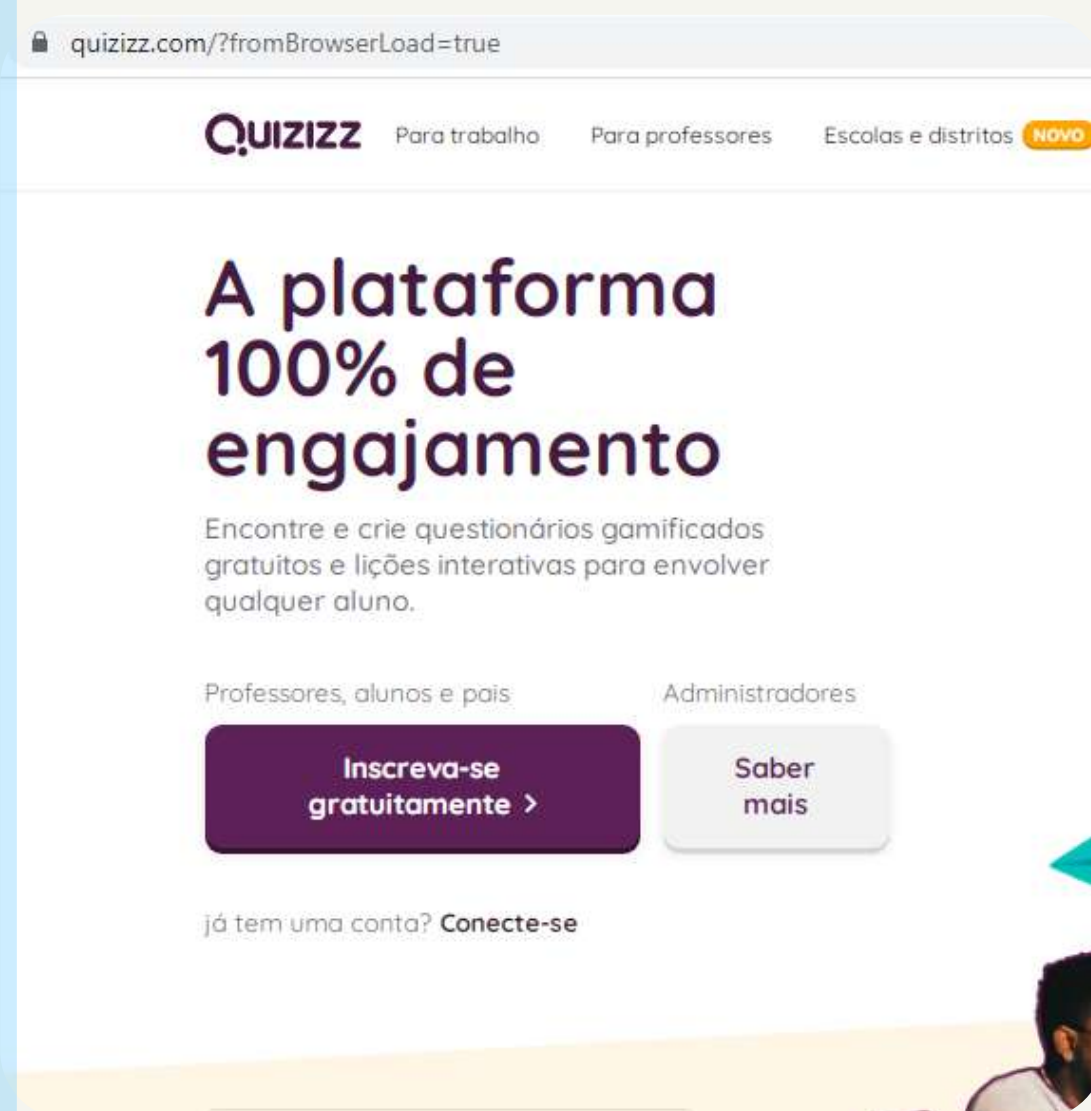 quizizz.com/?fromBrowserLoad=true
QUIZIZZ Para trabalho Para professores Escolas e distritos NOVO
A plataforma
100% de
engajamento
Encontre e crie questionários gamificados
gratuitos e lições interativas para envolver
qualquer aluno.
Professores, alunos e pais Administradores
Inscreva-se
gratuitamente >
Saber
mais
já tem uma conta? Conecte-se